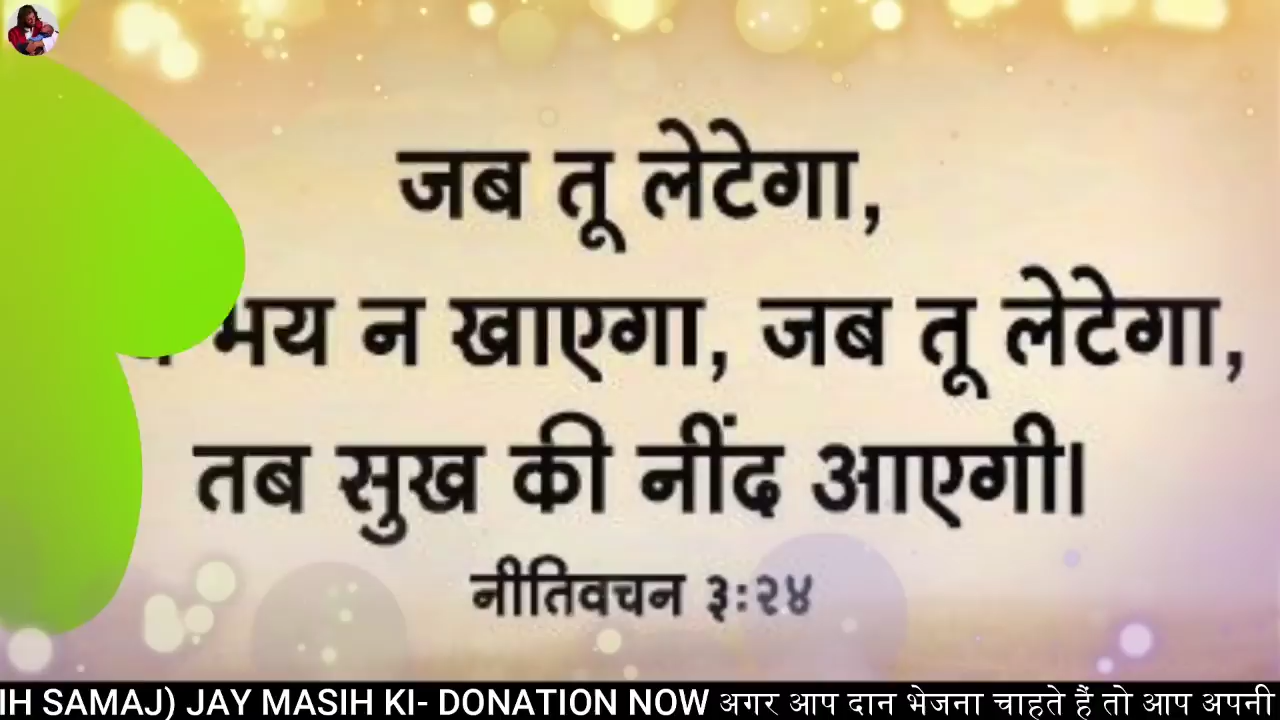 जब तू लेटेगा,
भय न खाएगा, जब तू लेटेगा,
तब सुख की नींद आएगी।
नीतिवचन ३:२४
IH SAMAJ) JAY MASIH KI- DONATION NOW अगर आप दान भेजना चाहते हैं तो आप अपनी